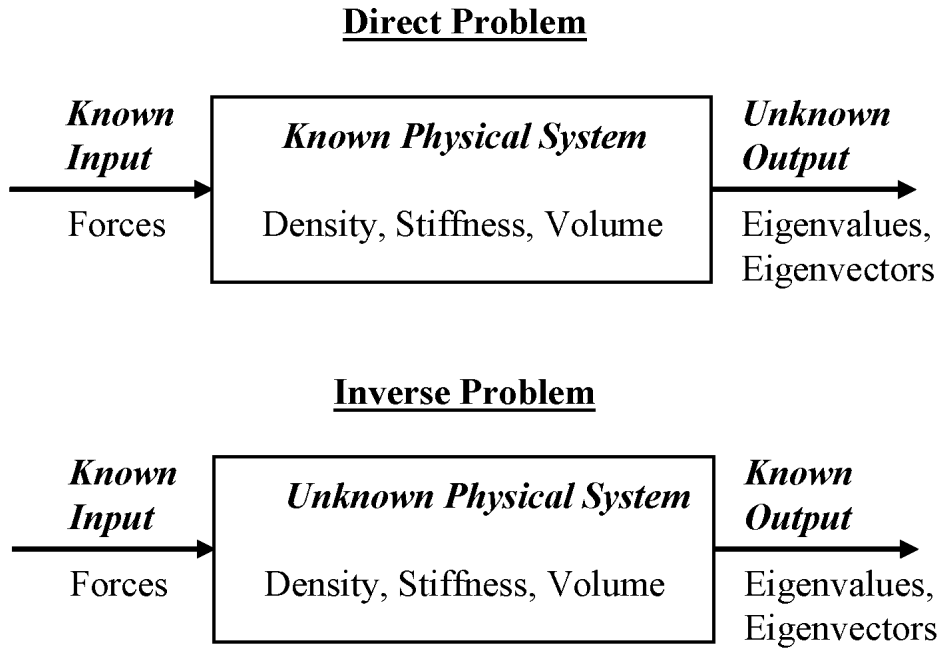 Direct Problem
Known
Input
Forces
Known Physical System
Density, Stiffness, Volume
Unknown
Output
Eigenvalues,
Eigenvectors
Inverse Problem
Known
Input
Forces
Unknown Physical System
Density, Stiffness, Volume
Known
Output
Eigenvalues,
Eigenvectors